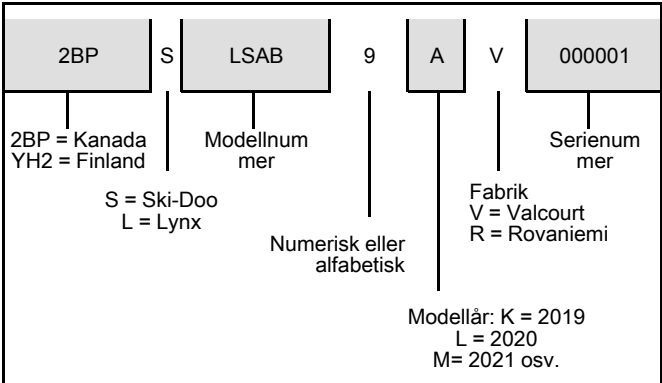 2BP S LSAB 9 A V 000001
2BP = Kanada
YH2 = Finland
Modellnum
mer
Serienum
mer
S = Ski-Doo
L = Lynx
Fabrik
V = Valcourt
R = Rovaniemi
Numerisk eller
alfabetisk
Modellår: K = 2019
L = 2020
M= 2021 osv.